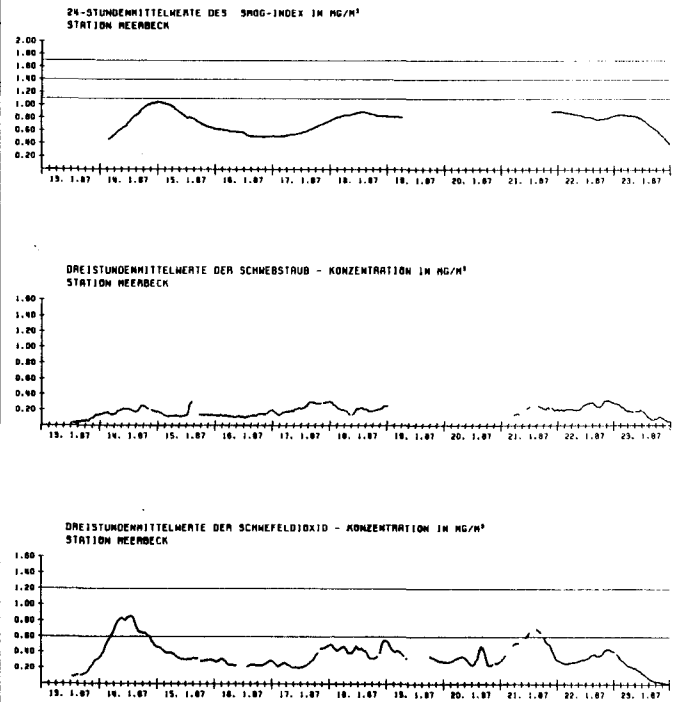 24-STUNDENMITTELWERTE DES SMOG-INDEX IN MG/M³
STATION MEERBECK
2.00
1.80
1.60
1.40
1.20
1.00
0.80
0.60
0.40
0.20
13. 1.87 14. 1.87 15. 1.87 16. 1.87 17. 1.87 18. 1.87 19. 1.87 20. 1.87 21. 1.87 22. 1.87 23. 1.87
DREISTUNDENMITTELWERTE DER SCHWEBSTAUB - KONZENTRATION IN MG/M³
STATION MEERBECK
1.60
1.40
1.20
1.00
0.80
0.60
0.40
0.20
13. 1.87 14. 1.87 15. 1.87 16. 1.87 17. 1.87 18. 1.87 19. 1.87 20. 1.87 21. 1.87 22. 1.87 23. 1.87
DREISTUNDENMITTELWERTE DER SCHWEFELDIOXID - KONZENTRATION IN MG/M³
STATION MEERBECK
1.60
1.40
1.20
1.00
0.80
0.60
0.40
0.20
13. 1.87 14. 1.87 15. 1.87 16. 1.87 17. 1.87 18. 1.87 19. 1.87 20. 1.87 21. 1.87 22. 1.87 23. 1.87